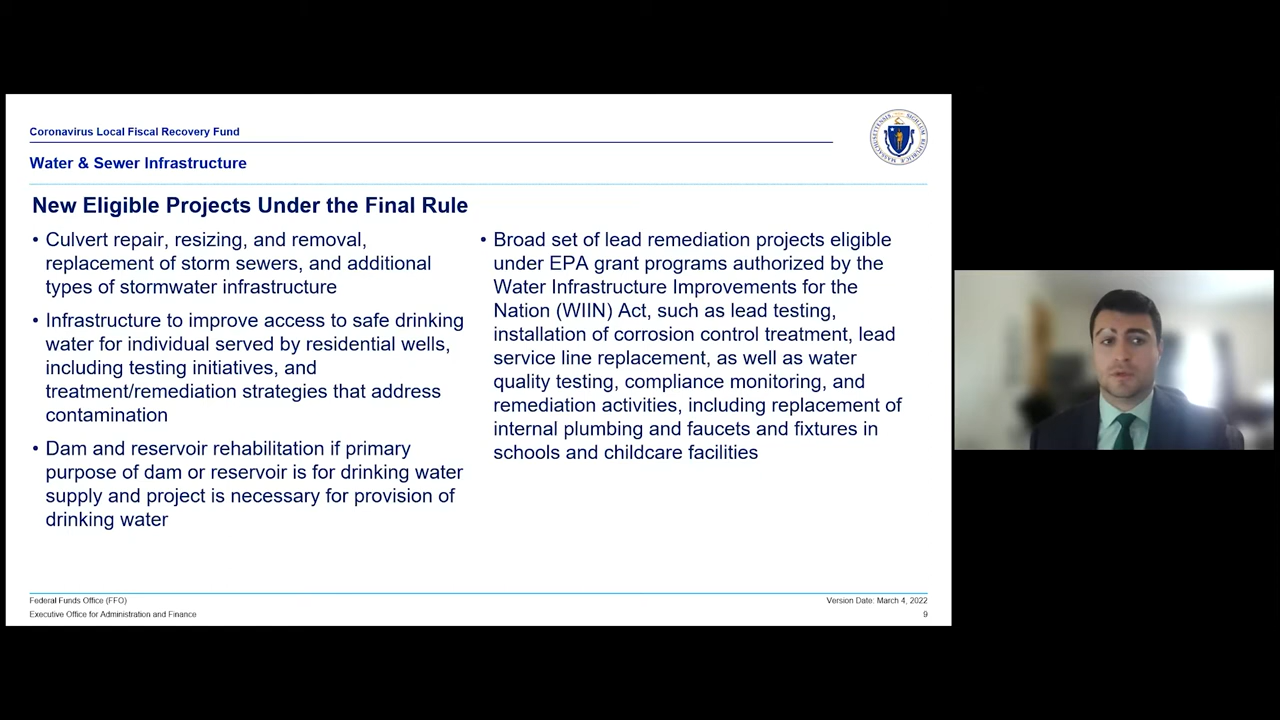 Coronavirus Local Fiscal Recovery Fund
Water & Sewer Infrastructure
New Eligible Projects Under the Final Rule
• Culvert repair, resizing, and removal,
replacement of storm sewers, and additional
types of stormwater infrastructure
• Infrastructure to improve access to safe drinking
water for individual served by residential wells,
including testing initiatives, and
treatment/remediation strategies that address
contamination
• Dam and reservoir rehabilitation if primary
purpose of dam or reservoir is for drinking water
supply and project is necessary for provision of
drinking water
• Broad set of lead remediation projects eligible
under EPA grant programs authorized by the
Water Infrastructure Improvements for the
Nation (WIIN) Act, such as lead testing,
installation of corrosion control treatment, lead
service line replacement, as well as water
quality testing, compliance monitoring, and
remediation activities, including replacement of
internal plumbing and faucets and fixtures in
schools and childcare facilities
Federal Funds Office (FFO)
Executive Office for Administration and Finance
Version Date: March 4, 2022
9